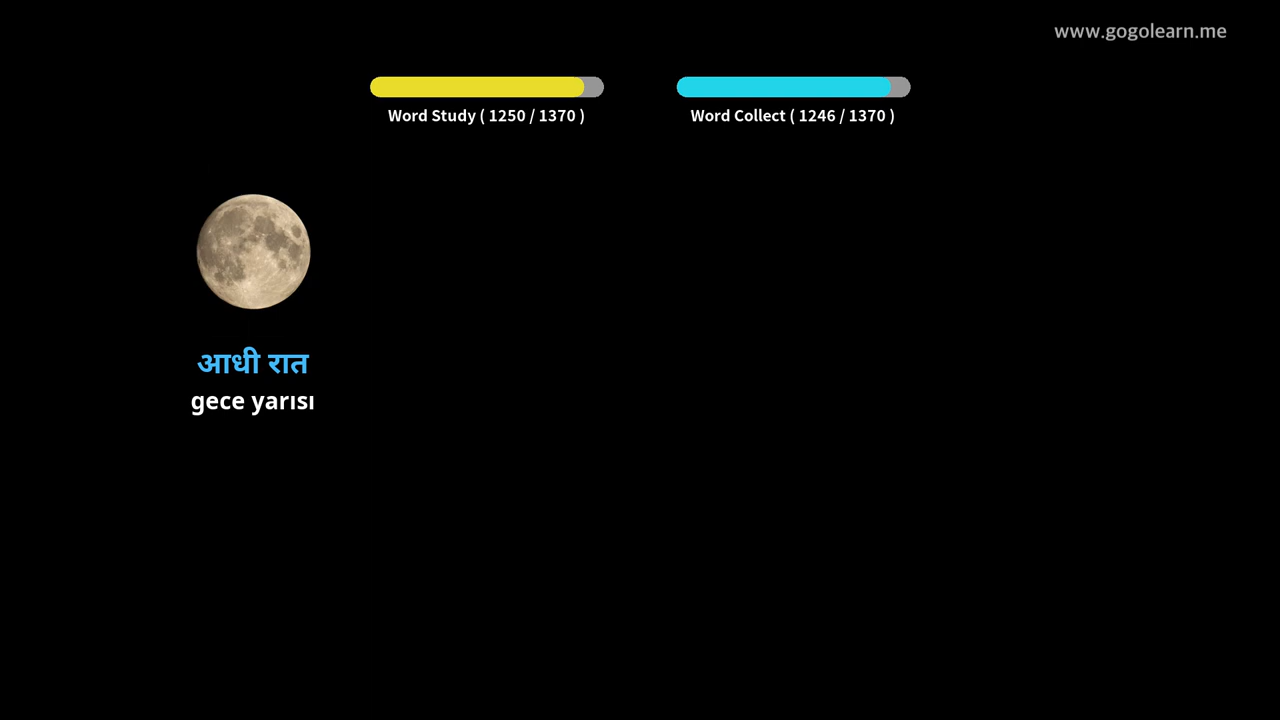 www.gogolearn.me
Word Study ( 1250 / 1370 )
Word Collect ( 1246 / 1370 )
आधी रात
gece yarısı